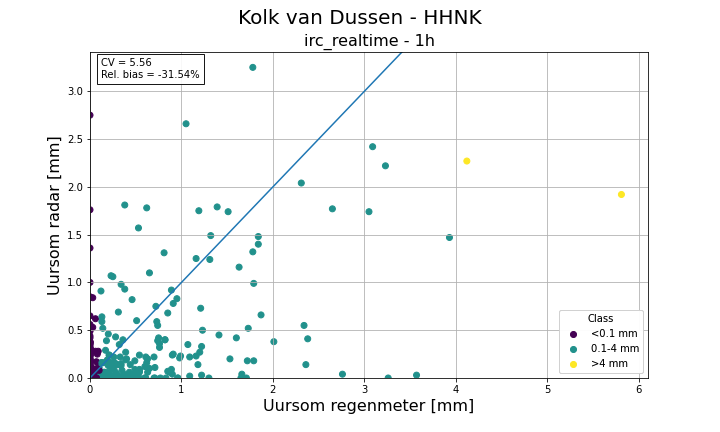 Kolk van Dussen - HHNK
irc_realtime - 1h
CV = 5.56
Rel. bias = -31.54%
Uursom radar [mm]
3.0
2.5
2.0
1.5
1.0
0.5
0.0
0
1
2
3
4
5
6
Uursom regenmeter [mm]
Class
<0.1 mm
0.1-4 mm
>4 mm